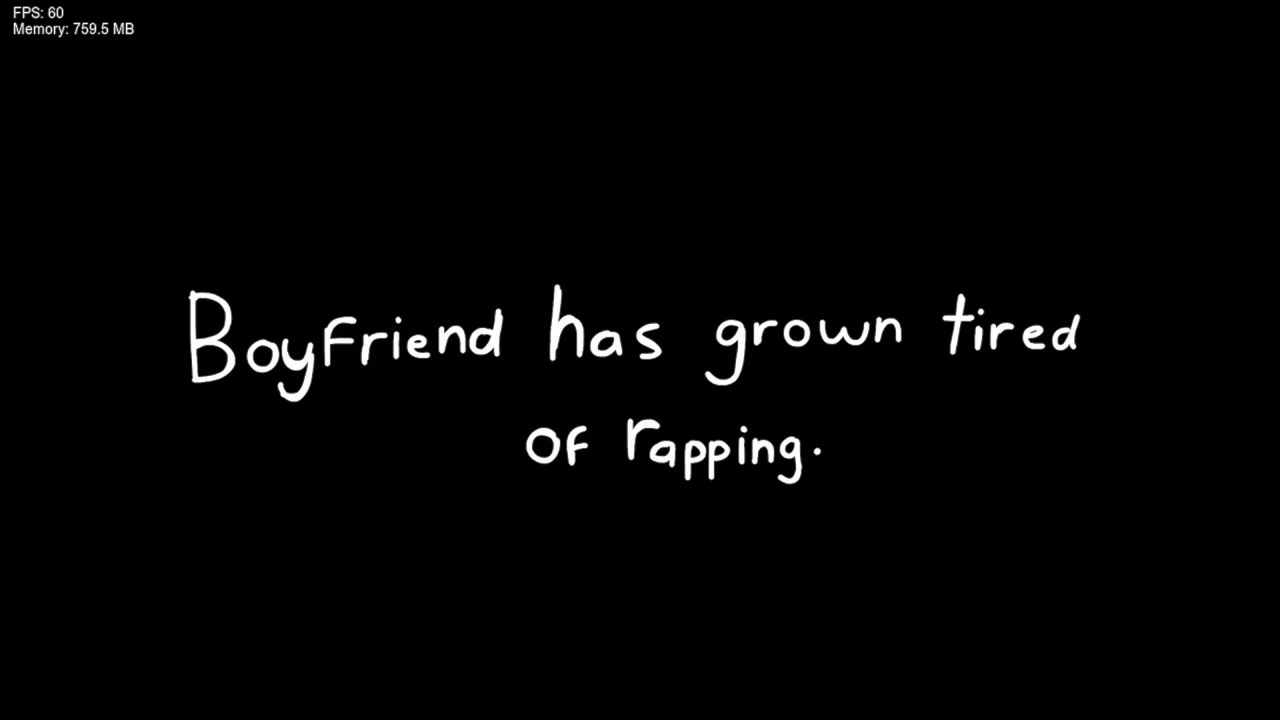 FPS: 60
Memory: 759.5 MB
Boyfriend has grown tired
of rapping.